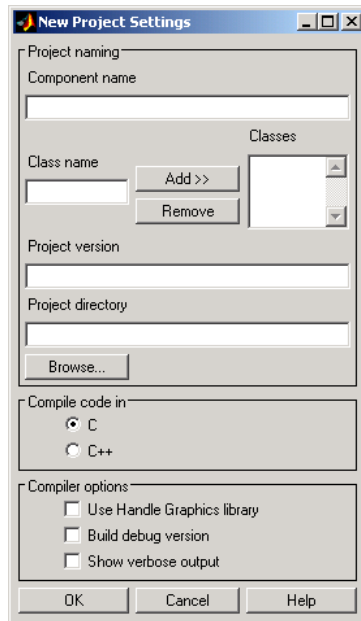 New Project Settings
Project naming
Component name
Classes
Class name
Add >>
Remove
Project version
Project directory
Browse...
Compile code in
C
C++
Compiler options
Use Handle Graphics library
Build debug version
Show verbose output
OK Cancel Help